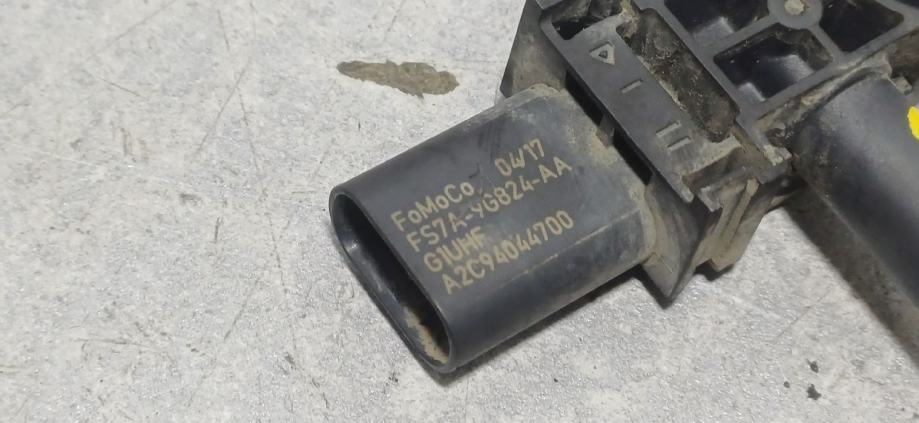 FoMoCo 04/17
FS7A-9G824-AA
G1UHF
A2C94044700